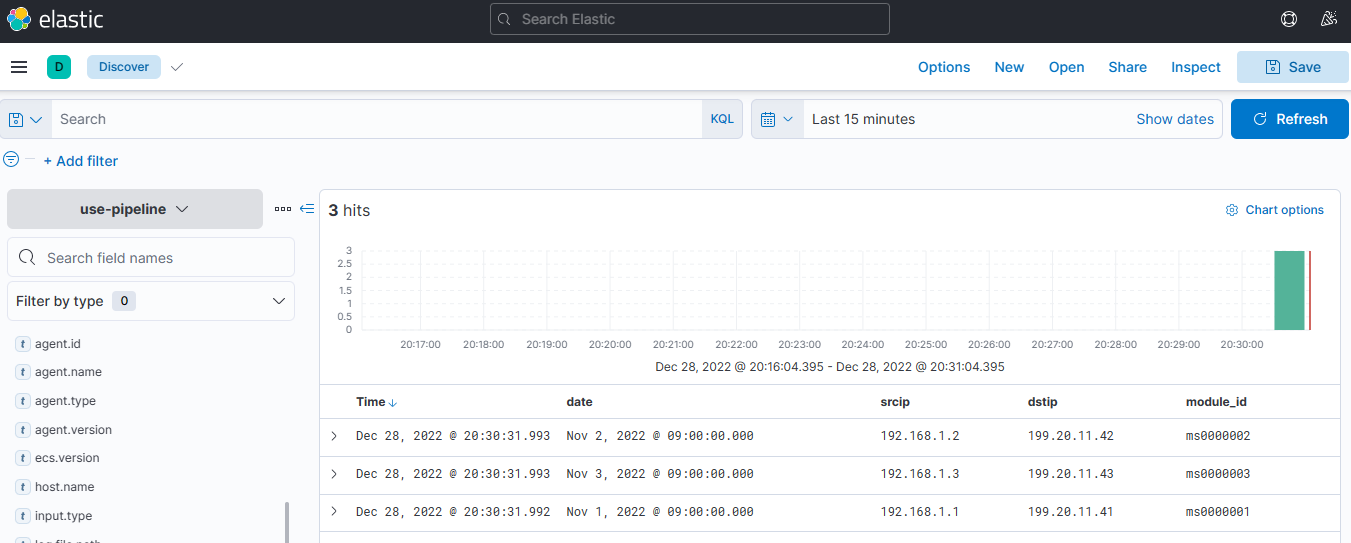 elastic
Search Elastic
D Discover
Options New Open Share Inspect Save
Search KQL
Last 15 minutes Show dates
Refresh
+ Add filter
use-pipeline
Search field names
Filter by type 0
t agent.id
t agent.name
t agent.type
t agent.version
t ecs.version
t host.name
t input.type
t log.file.path
3 hits
Chart options
3
2.5
2
1.5
1
0.5
0
20:17:00 20:18:00 20:19:00 20:20:00 20:21:00 20:22:00 20:23:00 20:24:00 20:25:00 20:26:00 20:27:00 20:28:00 20:29:00 20:30:00
Dec 28, 2022 @ 20:16:04.395 - Dec 28, 2022 @ 20:31:04.395
Time date srcip dstip module_id
Dec 28, 2022 @ 20:30:31.993 Nov 2, 2022 @ 09:00:00.000 192.168.1.2 199.20.11.42 ms0000002
Dec 28, 2022 @ 20:30:31.993 Nov 3, 2022 @ 09:00:00.000 192.168.1.3 199.20.11.43 ms0000003
Dec 28, 2022 @ 20:30:31.992 Nov 1, 2022 @ 09:00:00.000 192.168.1.1 199.20.11.41 ms0000001